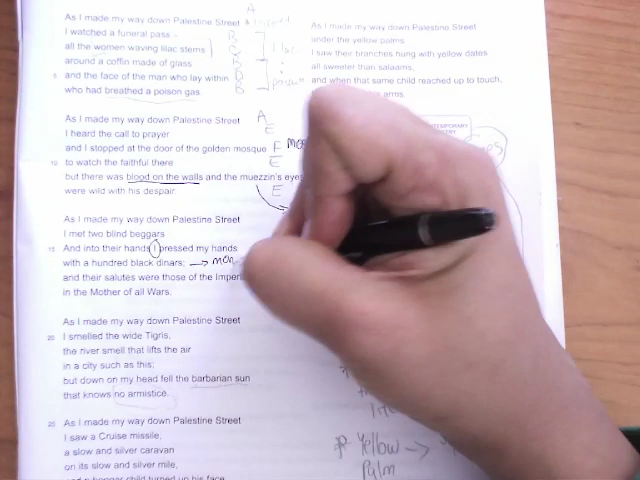 As I made my way down Palestine Street
I watched a funeral pass –
all the women waving lilac stems
around a coffin made of glass
5 and the face of the man who lay within
who had breathed a poison gas.
As I made my way down Palestine Street
I heard the call to prayer
and I stopped at the door of the golden mosque
10 to watch the faithful there
but there was blood on the walls and the muezzin's eyes
were wild with his despair.
As I made my way down Palestine Street
I met two blind beggars
15 And into their hands I pressed my hands
with a hundred black dinars;
and their salutes were those of the
in the Mother of all Wars.
As I made my way down Palestine Street
20 I smelled the wide Tigris,
the river smell that lifts the air
in a city such as this;
but down on my head fell the barbarian sun
that knows no armistice.
25 As I made my way down Palestine Street
I saw a Cruise missile,
a slow and silver caravan
on its slow and silver mile,
child turned up his face
As I made my way down Palestine Street
under the yellow palms
I saw their branches hung with yellow dates
all sweeter than salaams,
and when that same child reached up to touch,
arms.
A
B
A
E
F
E
E
Yellow →
Palm